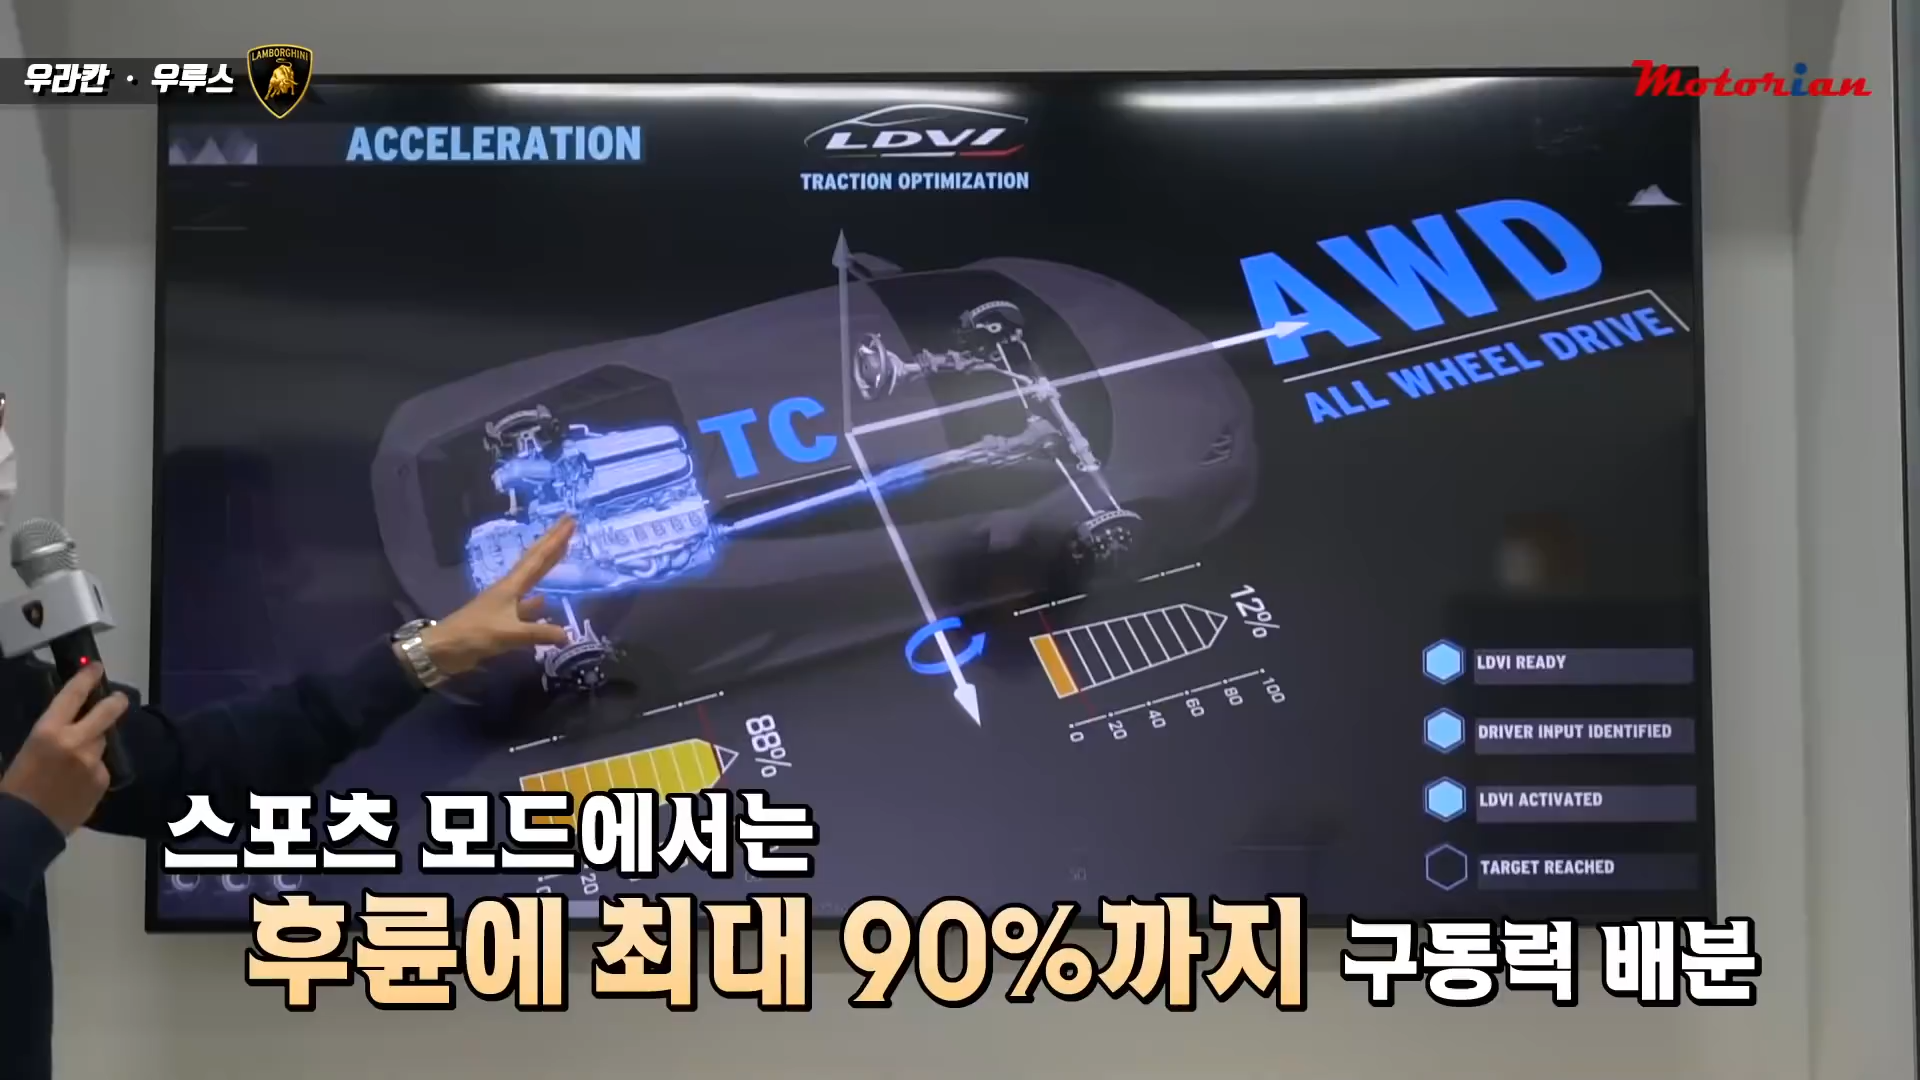 우라칸 · 우루스
LAMBORGHINI
Motorian
ACCELERATION
LDVI
TRACTION OPTIMIZATION
AWD
ALL WHEEL DRIVE
TC
12%
0 20 40 60 80 100
88%
0 20
LDVI READY
DRIVER INPUT IDENTIFIED
LDVI ACTIVATED
TARGET REACHED
스포츠 모드에서는
후륜에 최대 90%까지 구동력 배분